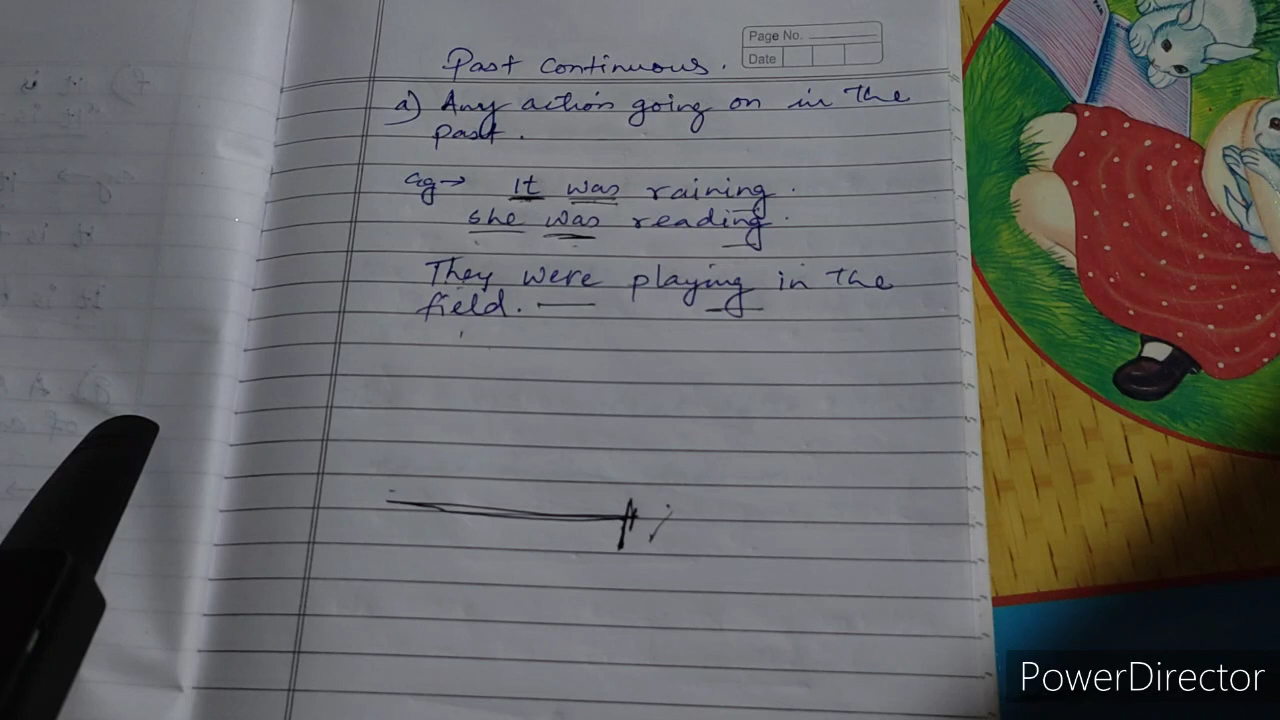 Page No.
Date
Past Continuous.
a) Any action going on in the
past.
eg→ It was raining.
she was reading.
They were playing in the
field.
PowerDirector